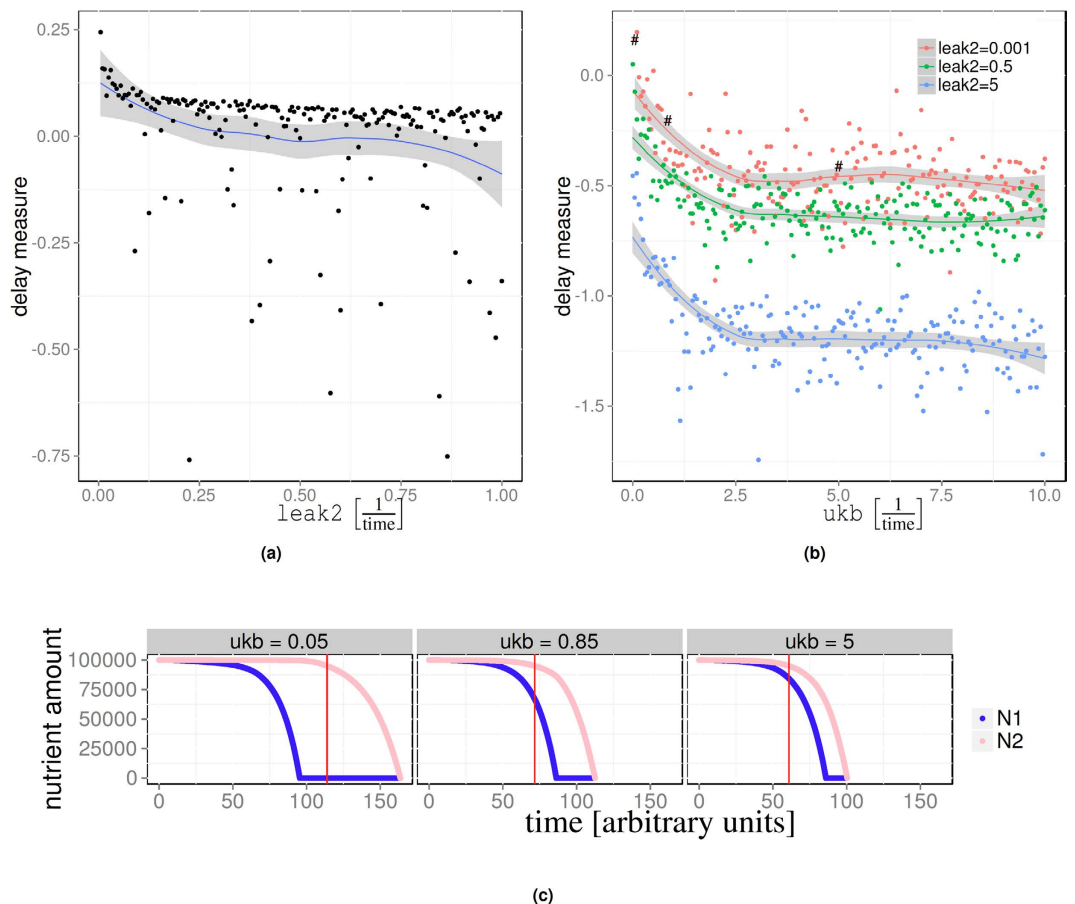 0.25
0.00
-0.25
-0.50
-0.75
delay measure
0.00
0.25
0.50
0.75
1.00
leak2 [1/time]
(a)
0.0
-0.5
-1.0
-1.5
delay measure
#
#
#
leak2=0.001
leak2=0.5
leak2=5
0.0
2.5
5.0
7.5
10.0
ukb [1/time]
(b)
nutrient amount
100000
75000
50000
25000
0
ukb = 0.05
ukb = 0.85
ukb = 5
0 50 100 150
0 50 100 150
0 50 100 150
time [arbitrary units]
N1
N2
(c)